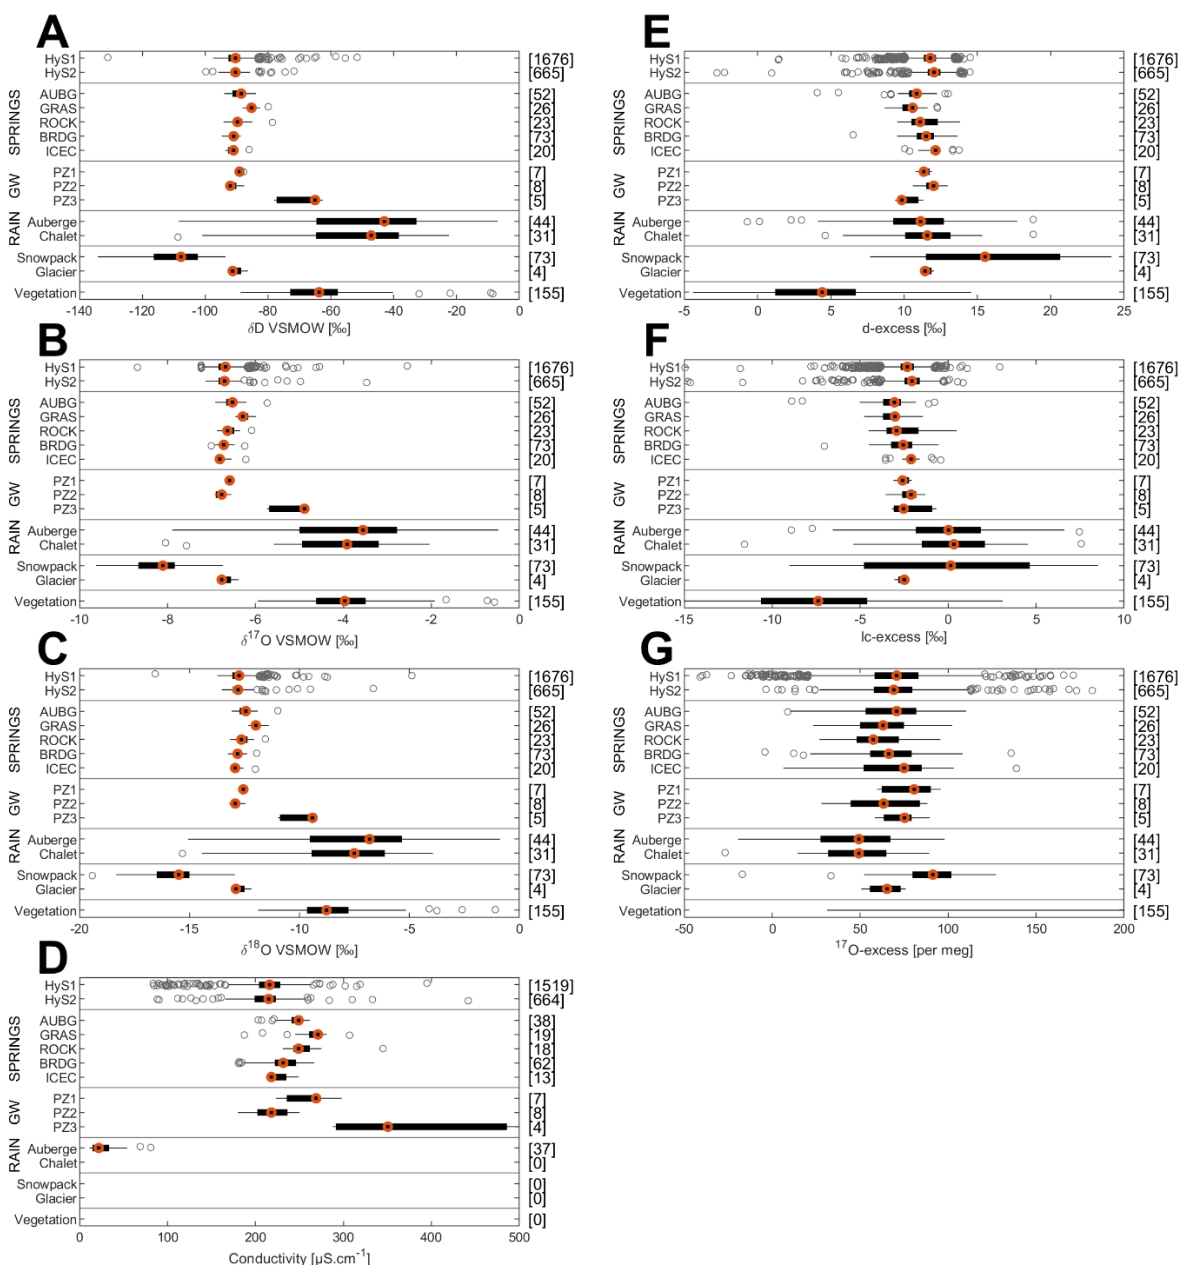 A
HyS1 [1676]
HyS2 [665]
SPRINGS
AUBG [52]
GRAS [26]
ROCK [23]
BRDG [73]
ICEC [20]
GW
PZ1 [7]
PZ2 [8]
PZ3 [5]
RAIN
Auberge [44]
Chalet [31]
Snowpack [73]
Glacier [4]
Vegetation [155]
-140 -120 -100 -80 -60 -40 -20 0
δD VSMOW [‰]
B
HyS1 [1676]
HyS2 [665]
SPRINGS
AUBG [52]
GRAS [26]
ROCK [23]
BRDG [73]
ICEC [20]
GW
PZ1 [7]
PZ2 [8]
PZ3 [5]
RAIN
Auberge [44]
Chalet [31]
Snowpack [73]
Glacier [4]
Vegetation [155]
-10 -8 -6 -4 -2 0
δ17O VSMOW [‰]
C
HyS1 [1676]
HyS2 [665]
SPRINGS
AUBG [52]
GRAS [26]
ROCK [23]
BRDG [73]
ICEC [20]
GW
PZ1 [7]
PZ2 [8]
PZ3 [5]
RAIN
Auberge [44]
Chalet [31]
Snowpack [73]
Glacier [4]
Vegetation [155]
-20 -15 -10 -5 0
δ18O VSMOW [‰]
D
HyS1 [1519]
HyS2 [664]
SPRINGS
AUBG [38]
GRAS [19]
ROCK [18]
BRDG [62]
ICEC [13]
GW
PZ1 [7]
PZ2 [8]
PZ3 [4]
RAIN
Auberge [37]
Chalet [0]
Snowpack [0]
Glacier [0]
Vegetation [0]
100 200 300 400 500
Conductivity [µS.cm-1]
E
HyS1 [1676]
HyS2 [665]
SPRINGS
AUBG [52]
GRAS [26]
ROCK [23]
BRDG [73]
ICEC [20]
GW
PZ1 [7]
PZ2 [8]
PZ3 [5]
RAIN
Auberge [44]
Chalet [31]
Snowpack [73]
Glacier [4]
Vegetation [155]
-5 0 5 10 15 20 25
d-excess [‰]
F
HyS1 [1676]
HyS2 [665]
SPRINGS
AUBG [52]
GRAS [26]
ROCK [23]
BRDG [73]
ICEC [20]
GW
PZ1 [7]
PZ2 [8]
PZ3 [5]
RAIN
Auberge [44]
Chalet [31]
Snowpack [73]
Glacier [4]
Vegetation [155]
-15 -10 -5 0 5 10
lc-excess [‰]
G
HyS1 [1676]
HyS2 [665]
SPRINGS
AUBG [52]
GRAS [26]
ROCK [23]
BRDG [73]
ICEC [20]
GW
PZ1 [7]
PZ2 [8]
PZ3 [5]
RAIN
Auberge [44]
Chalet [31]
Snowpack [73]
Glacier [4]
Vegetation [155]
-50 0 50 100 150 200
17O-excess [per meg]